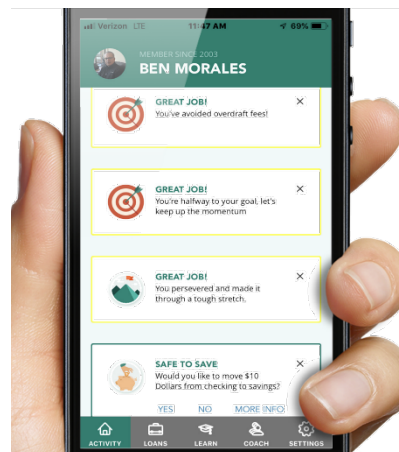 Verizon LTE 11:47 AM 69%
MEMBER SINCE 2003
BEN MORALES
GREAT JOB!
You've avoided overdraft fees!
GREAT JOB!
You're halfway to your goal, let's
keep up the momentum
GREAT JOB!
You persevered and made it
through a tough stretch.
SAFE TO SAVE
Would you like to move $10
Dollars from checking to savings?
YES NO MORE INFO
ACTIVITY LOANS LEARN COACH SETTINGS